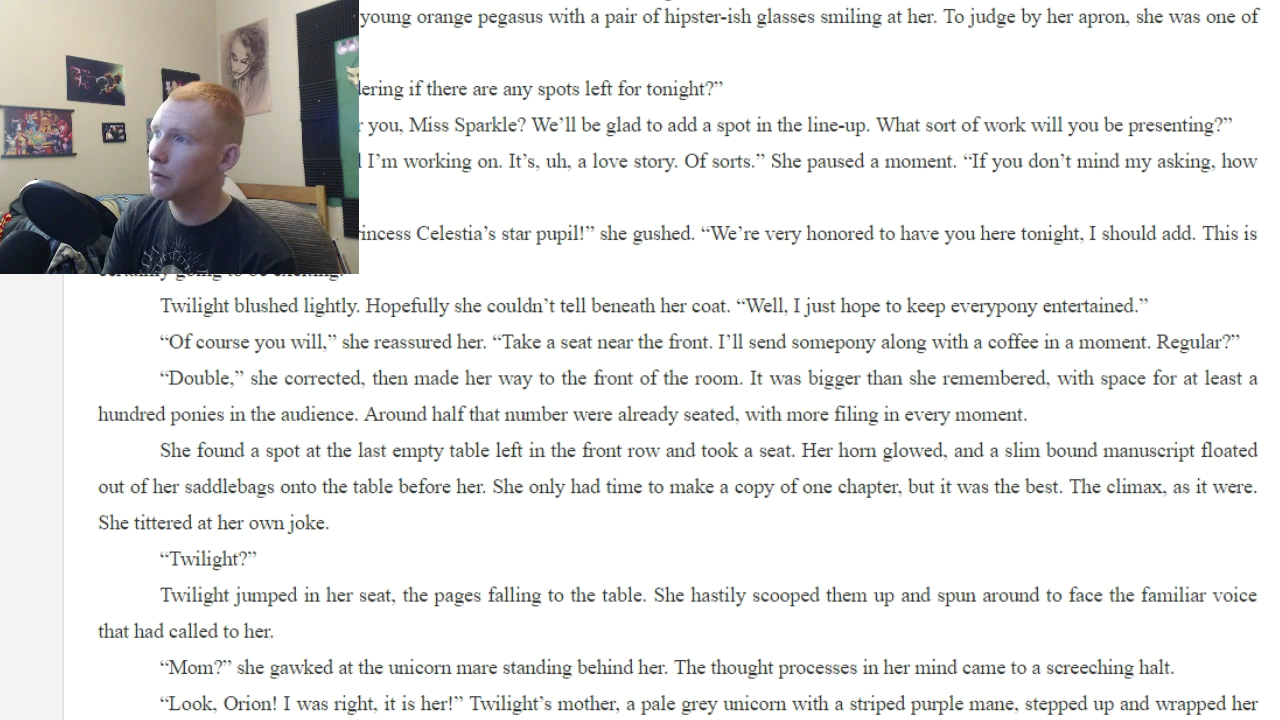 young orange pegasus with a pair of hipster-ish glasses smiling at her. To judge by her apron, she was one of
if there are any spots left for tonight?”
you, Miss Sparkle? We’ll be glad to add a spot in the line-up. What sort of work will you be presenting?”
I’m working on. It’s, uh, a love story. Of sorts.” She paused a moment. “If you don’t mind my asking, how
Celestia’s star pupil!” she gushed. “We’re very honored to have you here tonight, I should add. This is
Twilight blushed lightly. Hopefully she couldn’t tell beneath her coat. “Well, I just hope to keep everypony entertained.”
“Of course you will,” she reassured her. “Take a seat near the front. I’ll send somepony along with a coffee in a moment. Regular?”
“Double,” she corrected, then made her way to the front of the room. It was bigger than she remembered, with space for at least a
hundred ponies in the audience. Around half that number were already seated, with more filing in every moment.
She found a spot at the last empty table left in the front row and took a seat. Her horn glowed, and a slim bound manuscript floated
out of her saddlebags onto the table before her. She only had time to make a copy of one chapter, but it was the best. The climax, as it were.
She tittered at her own joke.
“Twilight?”
Twilight jumped in her seat, the pages falling to the table. She hastily scooped them up and spun around to face the familiar voice
that had called to her.
“Mom?” she gawked at the unicorn mare standing behind her. The thought processes in her mind came to a screeching halt.
“Look, Orion! I was right, it is her!” Twilight’s mother, a pale grey unicorn with a striped purple mane, stepped up and wrapped her